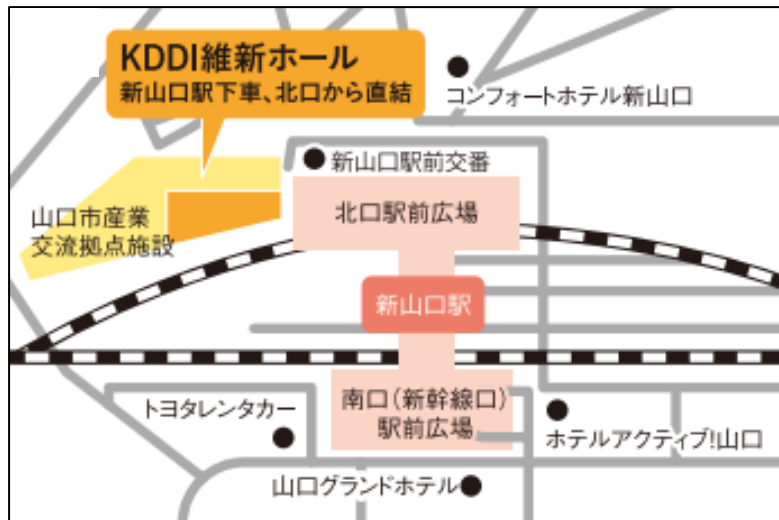 KDDI維新ホール
新山口駅下車、北口から直結
コンフォートホテル新山口
新山口駅前交番
山口市産業
交流拠点施設
北口駅前広場
新山口駅
南口(新幹線口)
駅前広場
トヨタレンタカー
ホテルアクティブ!山口
山口グランドホテル